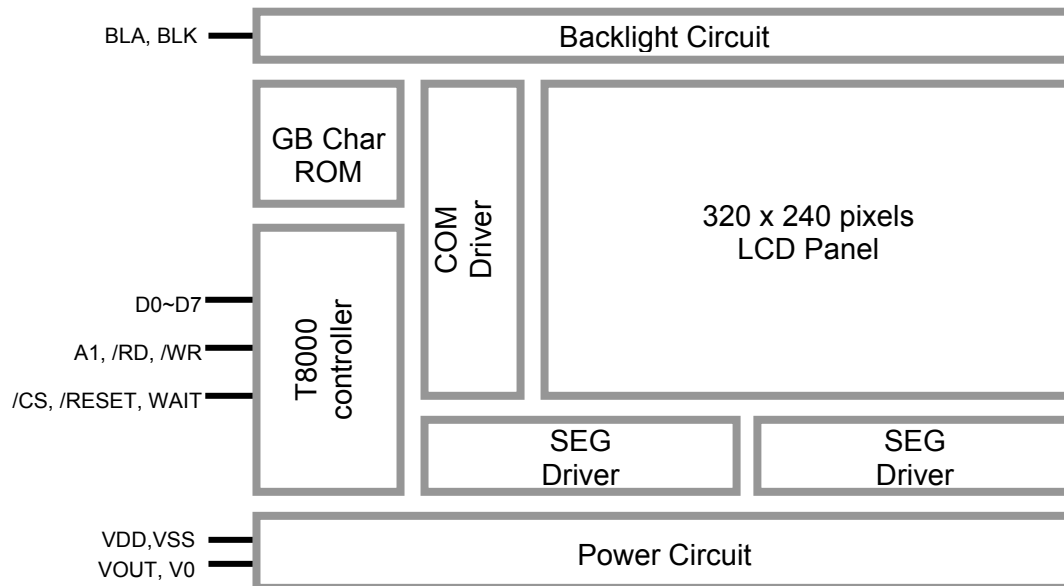 BLA, BLK
Backlight Circuit
GB Char
ROM
COM
Driver
320 x 240 pixels
LCD Panel
D0~D7
A1, /RD, /WR
/CS, /RESET, WAIT
T8000
controller
SEG
Driver
SEG
Driver
VDD,VSS
VOUT, V0
Power Circuit